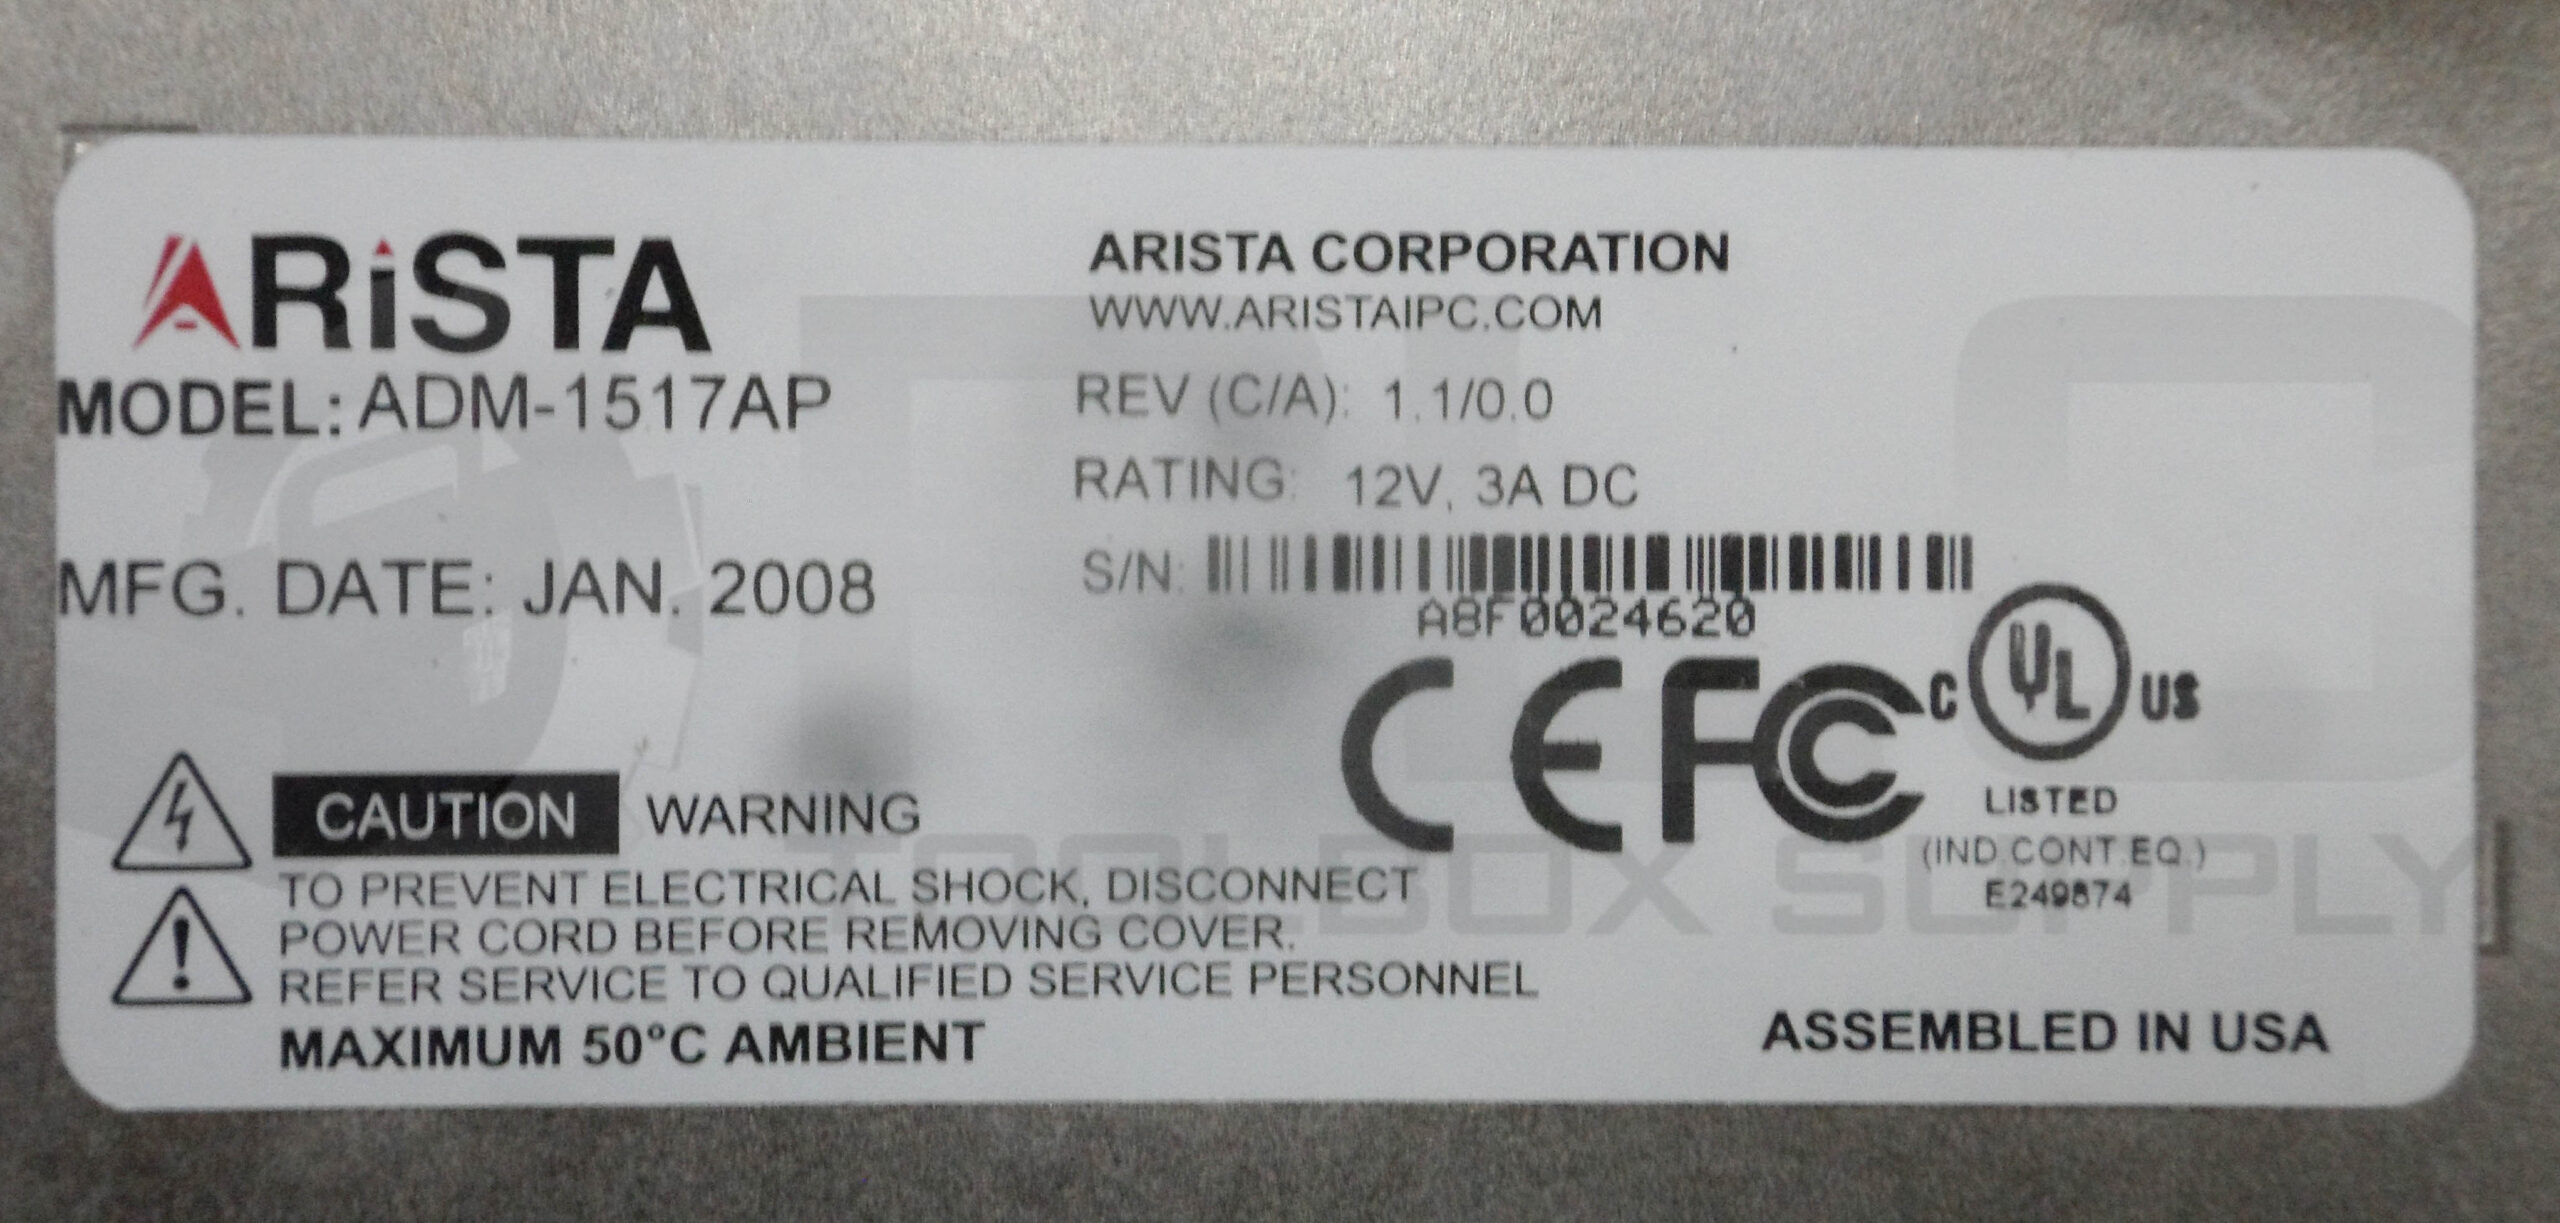 ARiSTA
MODEL: ADM-1517AP
MFG. DATE: JAN. 2008
ARISTA CORPORATION
WWW.ARISTAIPC.COM
REV (C/A): 1.1/0.0
RATING: 12V, 3A DC
S/N:
A8F0024620
CE FC C UL US
LISTED
(IND.CONT.EQ.)
E249874
CAUTION WARNING
TO PREVENT ELECTRICAL SHOCK, DISCONNECT
POWER CORD BEFORE REMOVING COVER.
REFER SERVICE TO QUALIFIED SERVICE PERSONNEL
MAXIMUM 50°C AMBIENT
ASSEMBLED IN USA
PLC
TOOLBOX SUPPLY